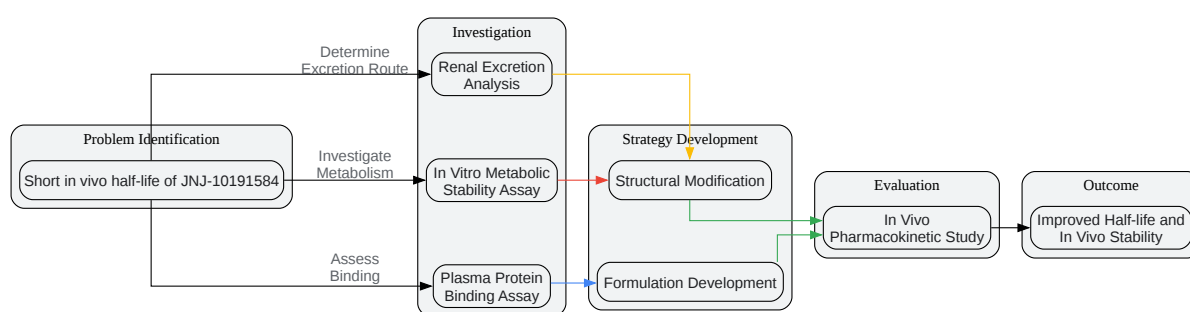 Problem Identification
Short in vivo half-life of JNJ-10191584
Determine
Excretion Route
Investigate
Metabolism
Assess
Binding
Investigation
Renal Excretion
Analysis
In Vitro Metabolic
Stability Assay
Plasma Protein
Binding Assay
Strategy Development
Structural Modification
Formulation Development
Evaluation
In Vivo
Pharmacokinetic Study
Outcome
Improved Half-life and
In Vivo Stability